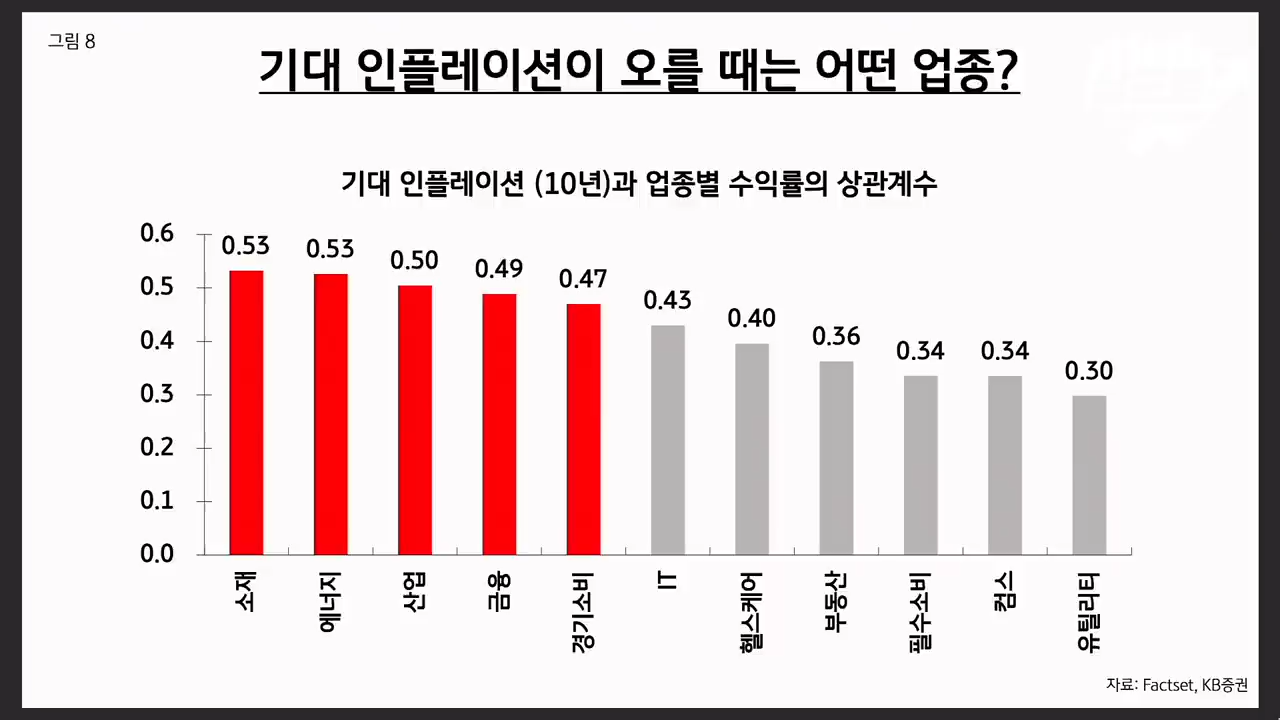 그림 8
기대 인플레이션이 오를 때는 어떤 업종?
기대 인플레이션 (10년)과 업종별 수익률의 상관계수
0.6
0.5
0.4
0.3
0.2
0.1
0.0
0.53
0.53
0.50
0.49
0.47
0.43
0.40
0.36
0.34
0.34
0.30
소재
에너지
산업
금융
경기소비
IT
헬스케어
부동산
필수소비
컴스
유틸리티
자료: Factset, KB증권